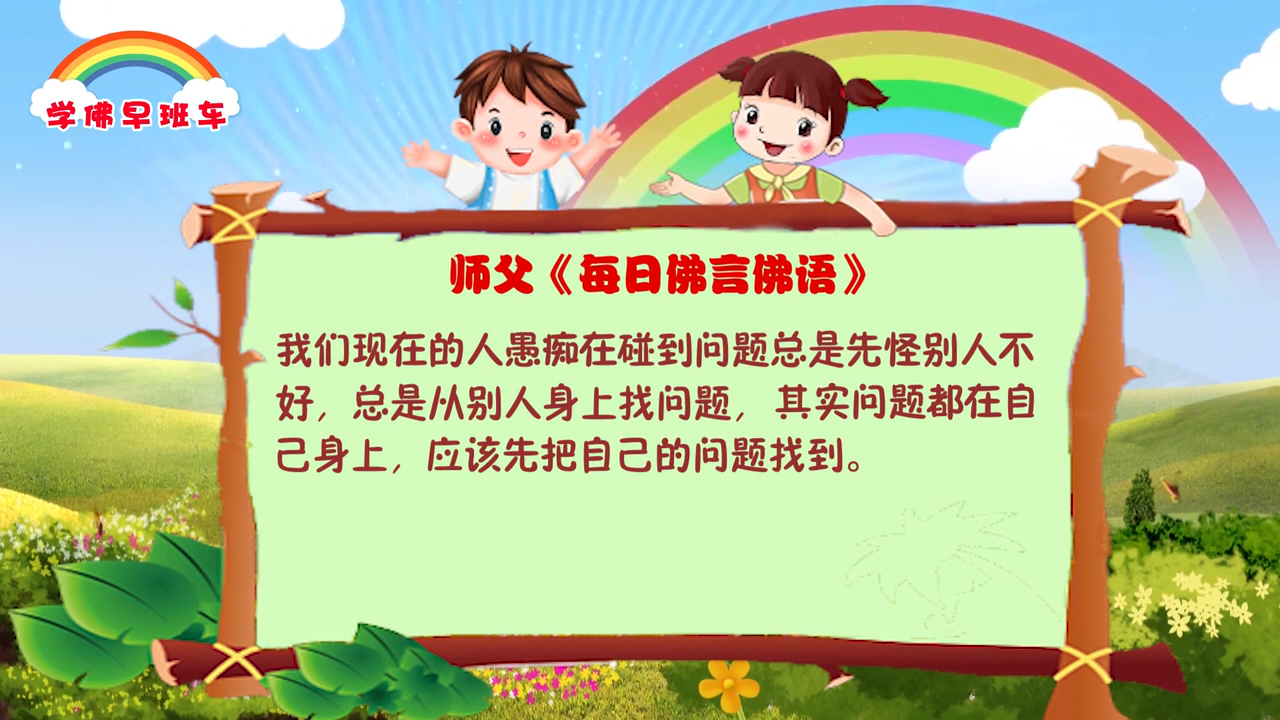 学佛早班车
师父《每日佛言佛语》
我们现在的人愚痴在碰到问题总是先怪别人不
好，总是从别人身上找问题，其实问题都在自
己身上，应该先把自己的问题找到。